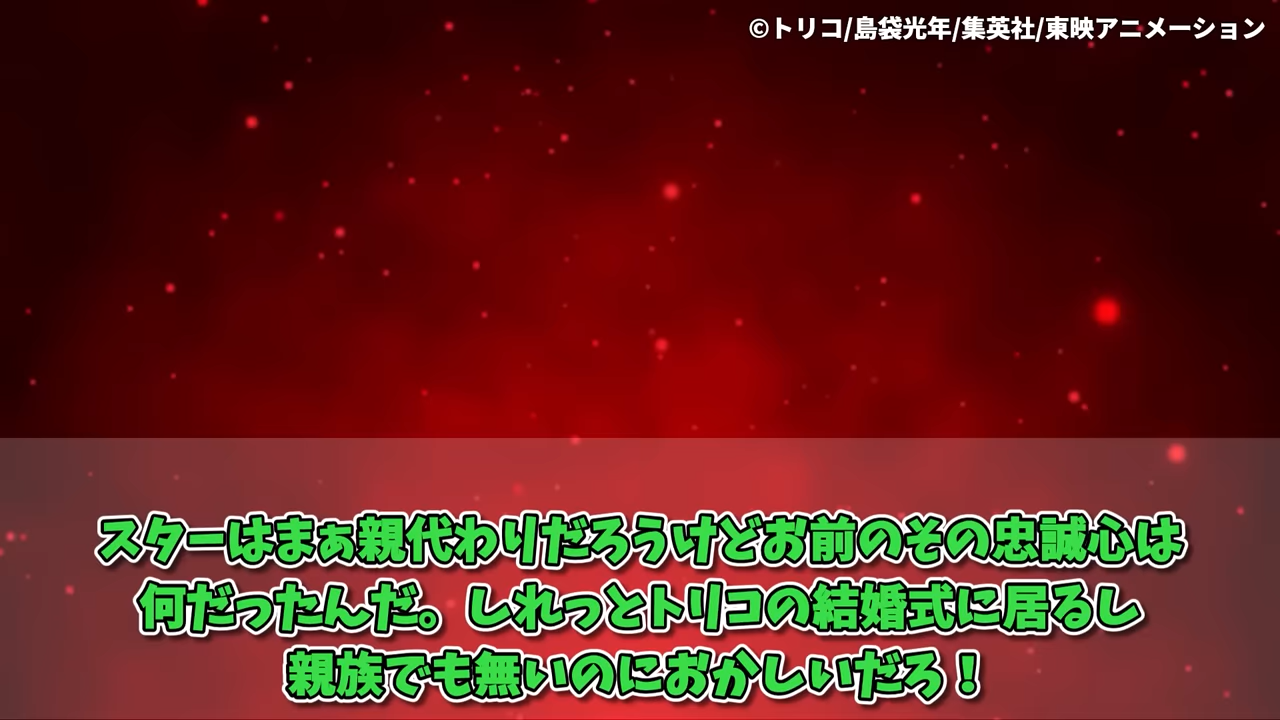 ©トリコ/島袋光年/集英社/東映アニメーション
スターはまぁ親代わりだろうけどお前のその忠誠心は
何だったんだ。しれっとトリコの結婚式に居るし
親族でも無いのにおかしいだろ！